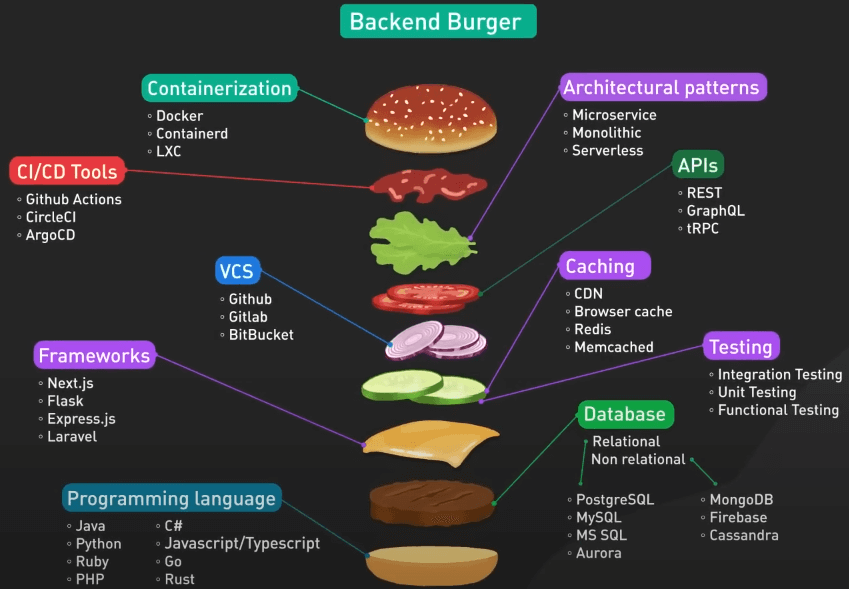 Backend Burger
Containerization
◦ Docker
◦ Containerd
◦ LXC
Architectural patterns
◦ Microservice
◦ Monolithic
◦ Serverless
CI/CD Tools
◦ Github Actions
◦ CircleCI
◦ ArgoCD
APIs
◦ REST
◦ GraphQL
◦ tRPC
VCS
◦ Github
◦ Gitlab
◦ BitBucket
Caching
◦ CDN
◦ Browser cache
◦ Redis
◦ Memcached
Frameworks
◦ Next.js
◦ Flask
◦ Express.js
◦ Laravel
Testing
◦ Integration Testing
◦ Unit Testing
◦ Functional Testing
Database
Relational
Non relational
◦ PostgreSQL
◦ MySQL
◦ MS SQL
◦ Aurora
◦ MongoDB
◦ Firebase
◦ Cassandra
Programming language
◦ Java
◦ Python
◦ Ruby
◦ PHP
◦ C#
◦ Javascript/Typescript
◦ Go
◦ Rust